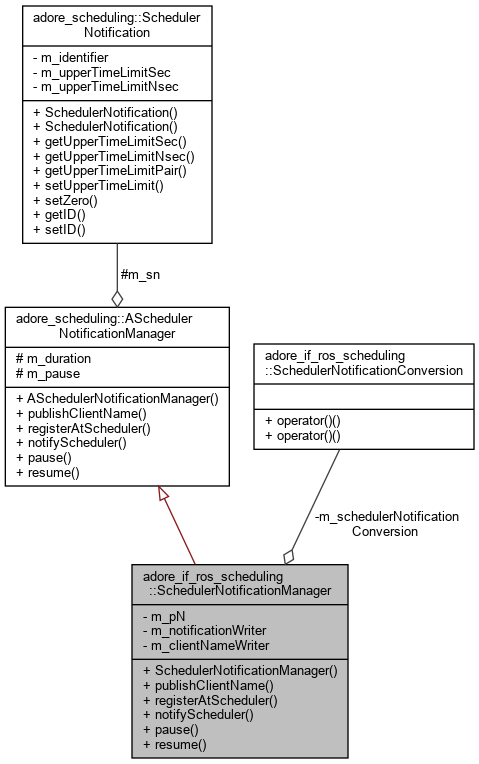 adore_scheduling::Scheduler
Notification
- m_identifier
- m_upperTimeLimitSec
- m_upperTimeLimitNsec
+ SchedulerNotification()
+ SchedulerNotification()
+ getUpperTimeLimitSec()
+ getUpperTimeLimitNsec()
+ getUpperTimeLimitPair()
+ setUpperTimeLimit()
+ setZero()
+ getID()
+ setID()
#m_sn
adore_scheduling::AScheduler
NotificationManager
# m_duration
# m_pause
+ ASchedulerNotificationManager()
+ publishClientName()
+ registerAtScheduler()
+ notifyScheduler()
+ pause()
+ resume()
adore_if_ros_scheduling
::SchedulerNotificationConversion
+ operator()()
+ operator()()
-m_schedulerNotification
Conversion
adore_if_ros_scheduling
::SchedulerNotificationManager
- m_pN
- m_notificationWriter
- m_clientNameWriter
+ SchedulerNotificationManager()
+ publishClientName()
+ registerAtScheduler()
+ notifyScheduler()
+ pause()
+ resume()